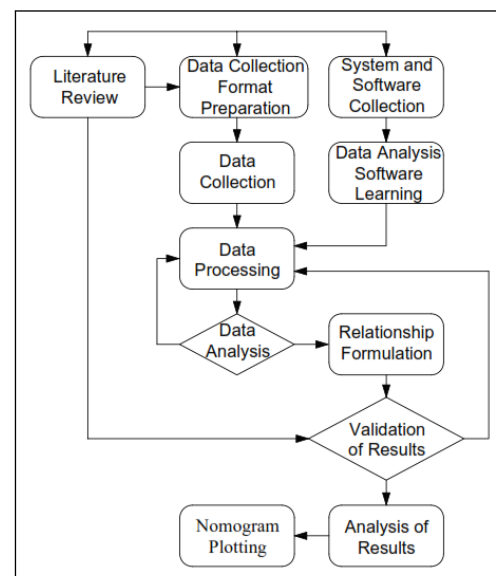 Literature
Review
Data Collection
Format
Preparation
System and
Software
Collection
Data
Collection
Data Analysis
Software
Learning
Data
Processing
Data
Analysis
Relationship
Formulation
Validation
of Results
Nomogram
Plotting
Analysis of
Results